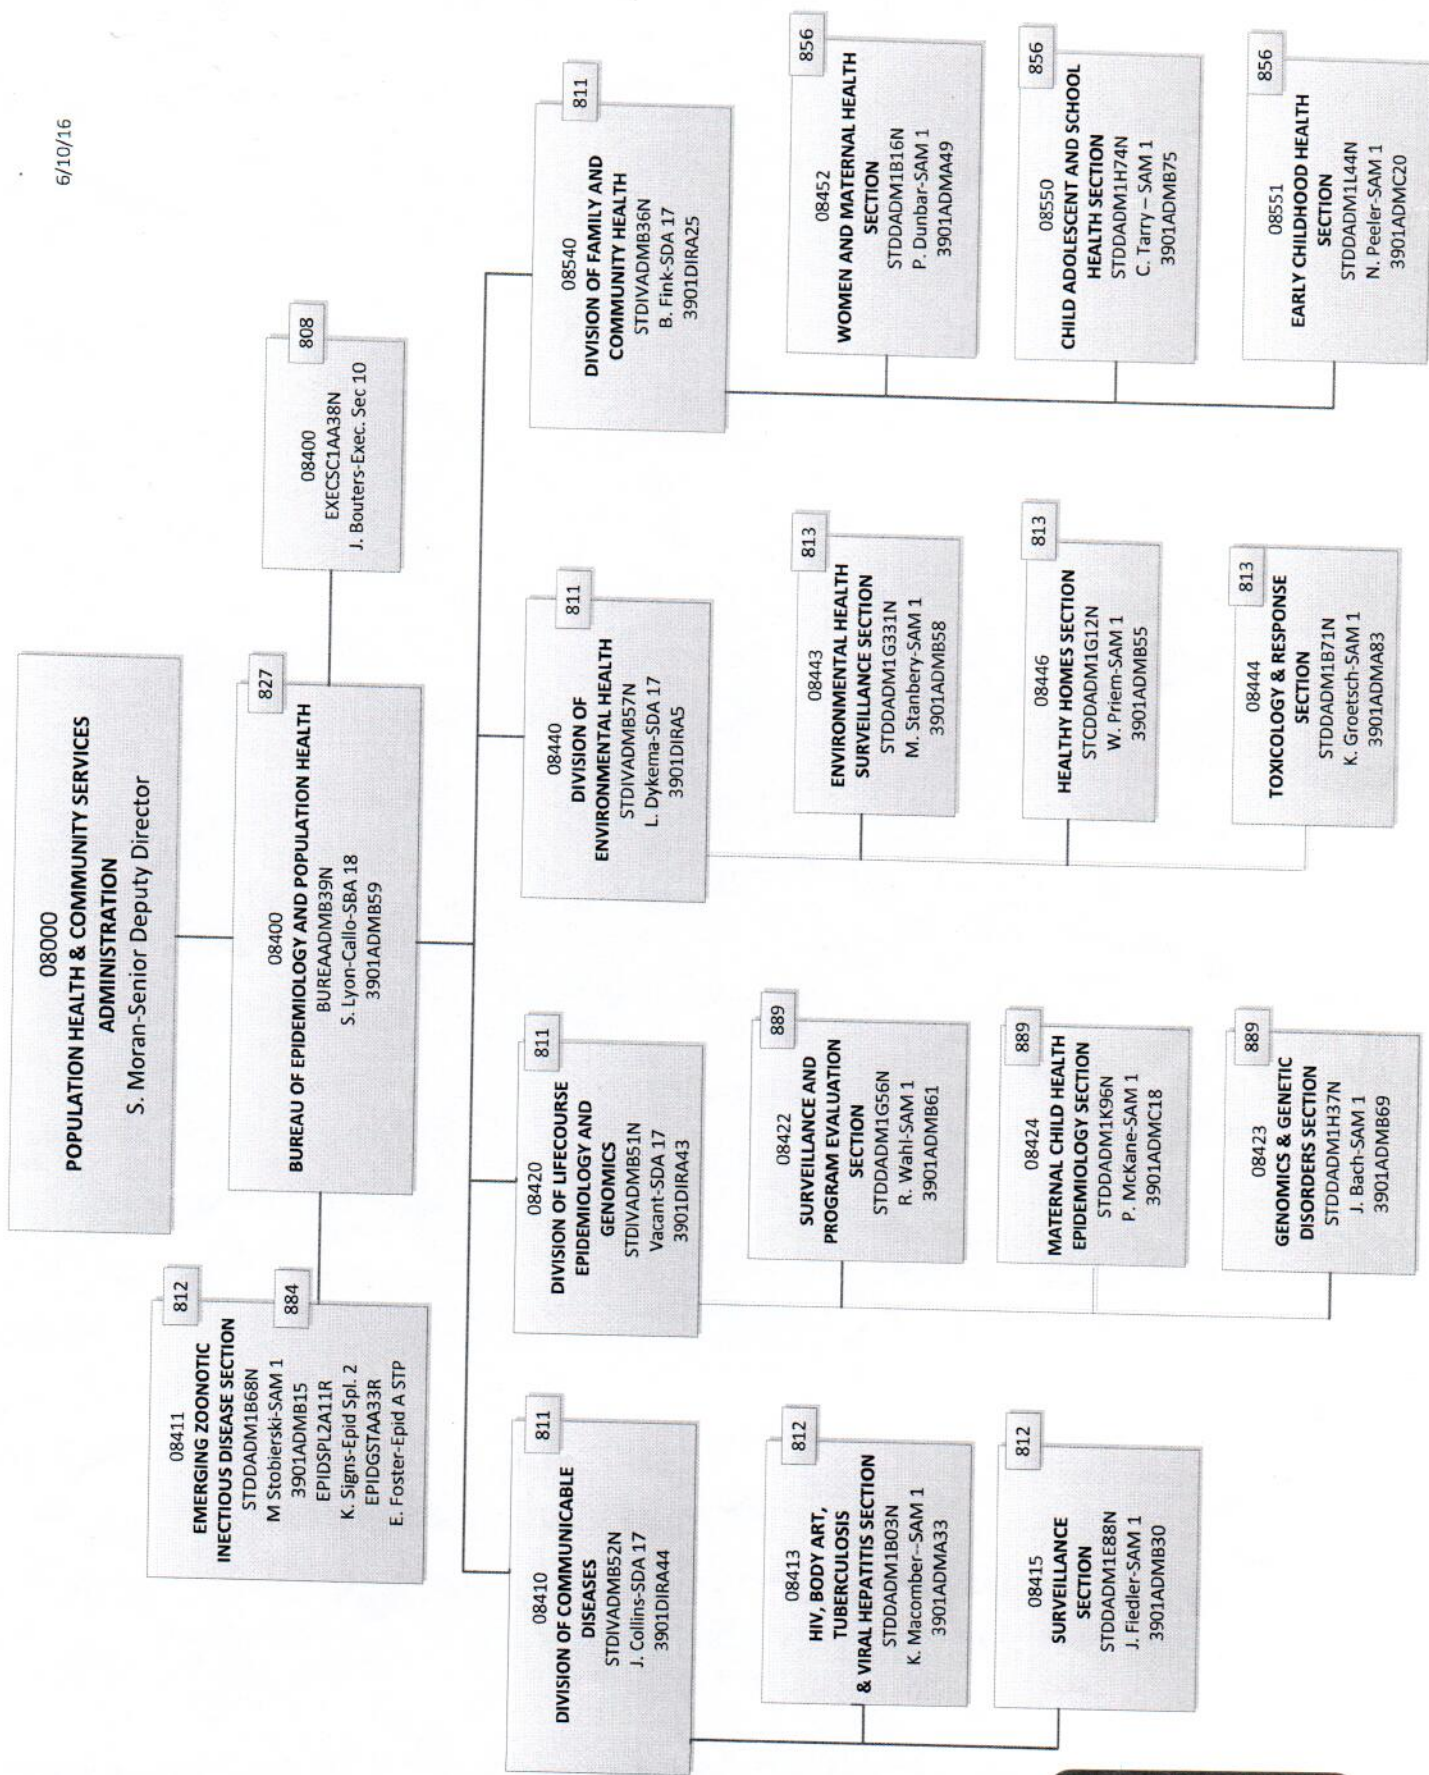 6/10/16
08000
POPULATION HEALTH & COMMUNITY SERVICES
ADMINISTRATION
S. Moran-Senior Deputy Director
827
08400
BUREAU OF EPIDEMIOLOGY AND POPULATION HEALTH
BUREAADMB39N
S. Lyon-Callo-SBA 18
3901ADMB59
808
08400
EXECSC1AA38N
J. Bouters-Exec. Sec 10
812
08411
EMERGING ZOONOTIC
INECTIOUS DISEASE SECTION
STDDADM1B68N
M Stobierski-SAM 1
884
3901ADMB15
EPIDSPL2A11R
K. Signs-Epid Spl. 2
EPIDGSTAA33R
E. Foster-Epid A STP
811
08410
DIVISION OF COMMUNICABLE
DISEASES
STDIVADMB52N
J. Collins-SDA 17
3901DIRA44
812
08413
HIV, BODY ART,
TUBERCULOSIS
& VIRAL HEPATITIS SECTION
STDDADM1B03N
K. Macomber--SAM 1
3901ADMA33
812
08415
SURVEILLANCE
SECTION
STDDADM1E88N
J. Fiedler-SAM 1
3901ADMB30
811
08420
DIVISION OF LIFECOURSE
EPIDEMIOLOGY AND
GENOMICS
STDIVADMB51N
Vacant-SDA 17
3901DIRA43
889
08422
SURVEILLANCE AND
PROGRAM EVALUATION
SECTION
STDDADM1G56N
R. Wahl-SAM 1
3901ADMB61
889
08424
MATERNAL CHILD HEALTH
EPIDEMIOLOGY SECTION
STDDADM1K96N
P. McKane-SAM 1
3901ADMC18
889
08423
GENOMICS & GENETIC
DISORDERS SECTION
STDDADM1H37N
J. Bach-SAM 1
3901ADMB69
811
08440
DIVISION OF
ENVIRONMENTAL HEALTH
STDIVADMB57N
L. Dykema-SDA 17
3901DIRA5
813
08443
ENVIRONMENTAL HEALTH
SURVEILLANCE SECTION
STDDADM1G331N
M. Stanbery-SAM 1
3901ADMB58
813
08446
HEALTHY HOMES SECTION
STCDDADM1G12N
W. Priem-SAM 1
3901ADMB55
813
08444
TOXICOLOGY & RESPONSE
SECTION
STDDADM1B71N
K. Groetsch-SAM 1
3901ADMA83
811
08540
DIVISION OF FAMILY AND
COMMUNITY HEALTH
STDIVADMB36N
B. Fink-SDA 17
3901DIRA25
856
08452
WOMEN AND MATERNAL HEALTH
SECTION
STDDADM1B16N
P. Dunbar-SAM 1
3901ADMA49
856
08550
CHILD ADOLESCENT AND SCHOOL
HEALTH SECTION
STDDADM1H74N
C. Tarry – SAM 1
3901ADMB75
856
08551
EARLY CHILDHOOD HEALTH
SECTION
STDDADM1L44N
N. Peeler-SAM 1
3901ADMC20